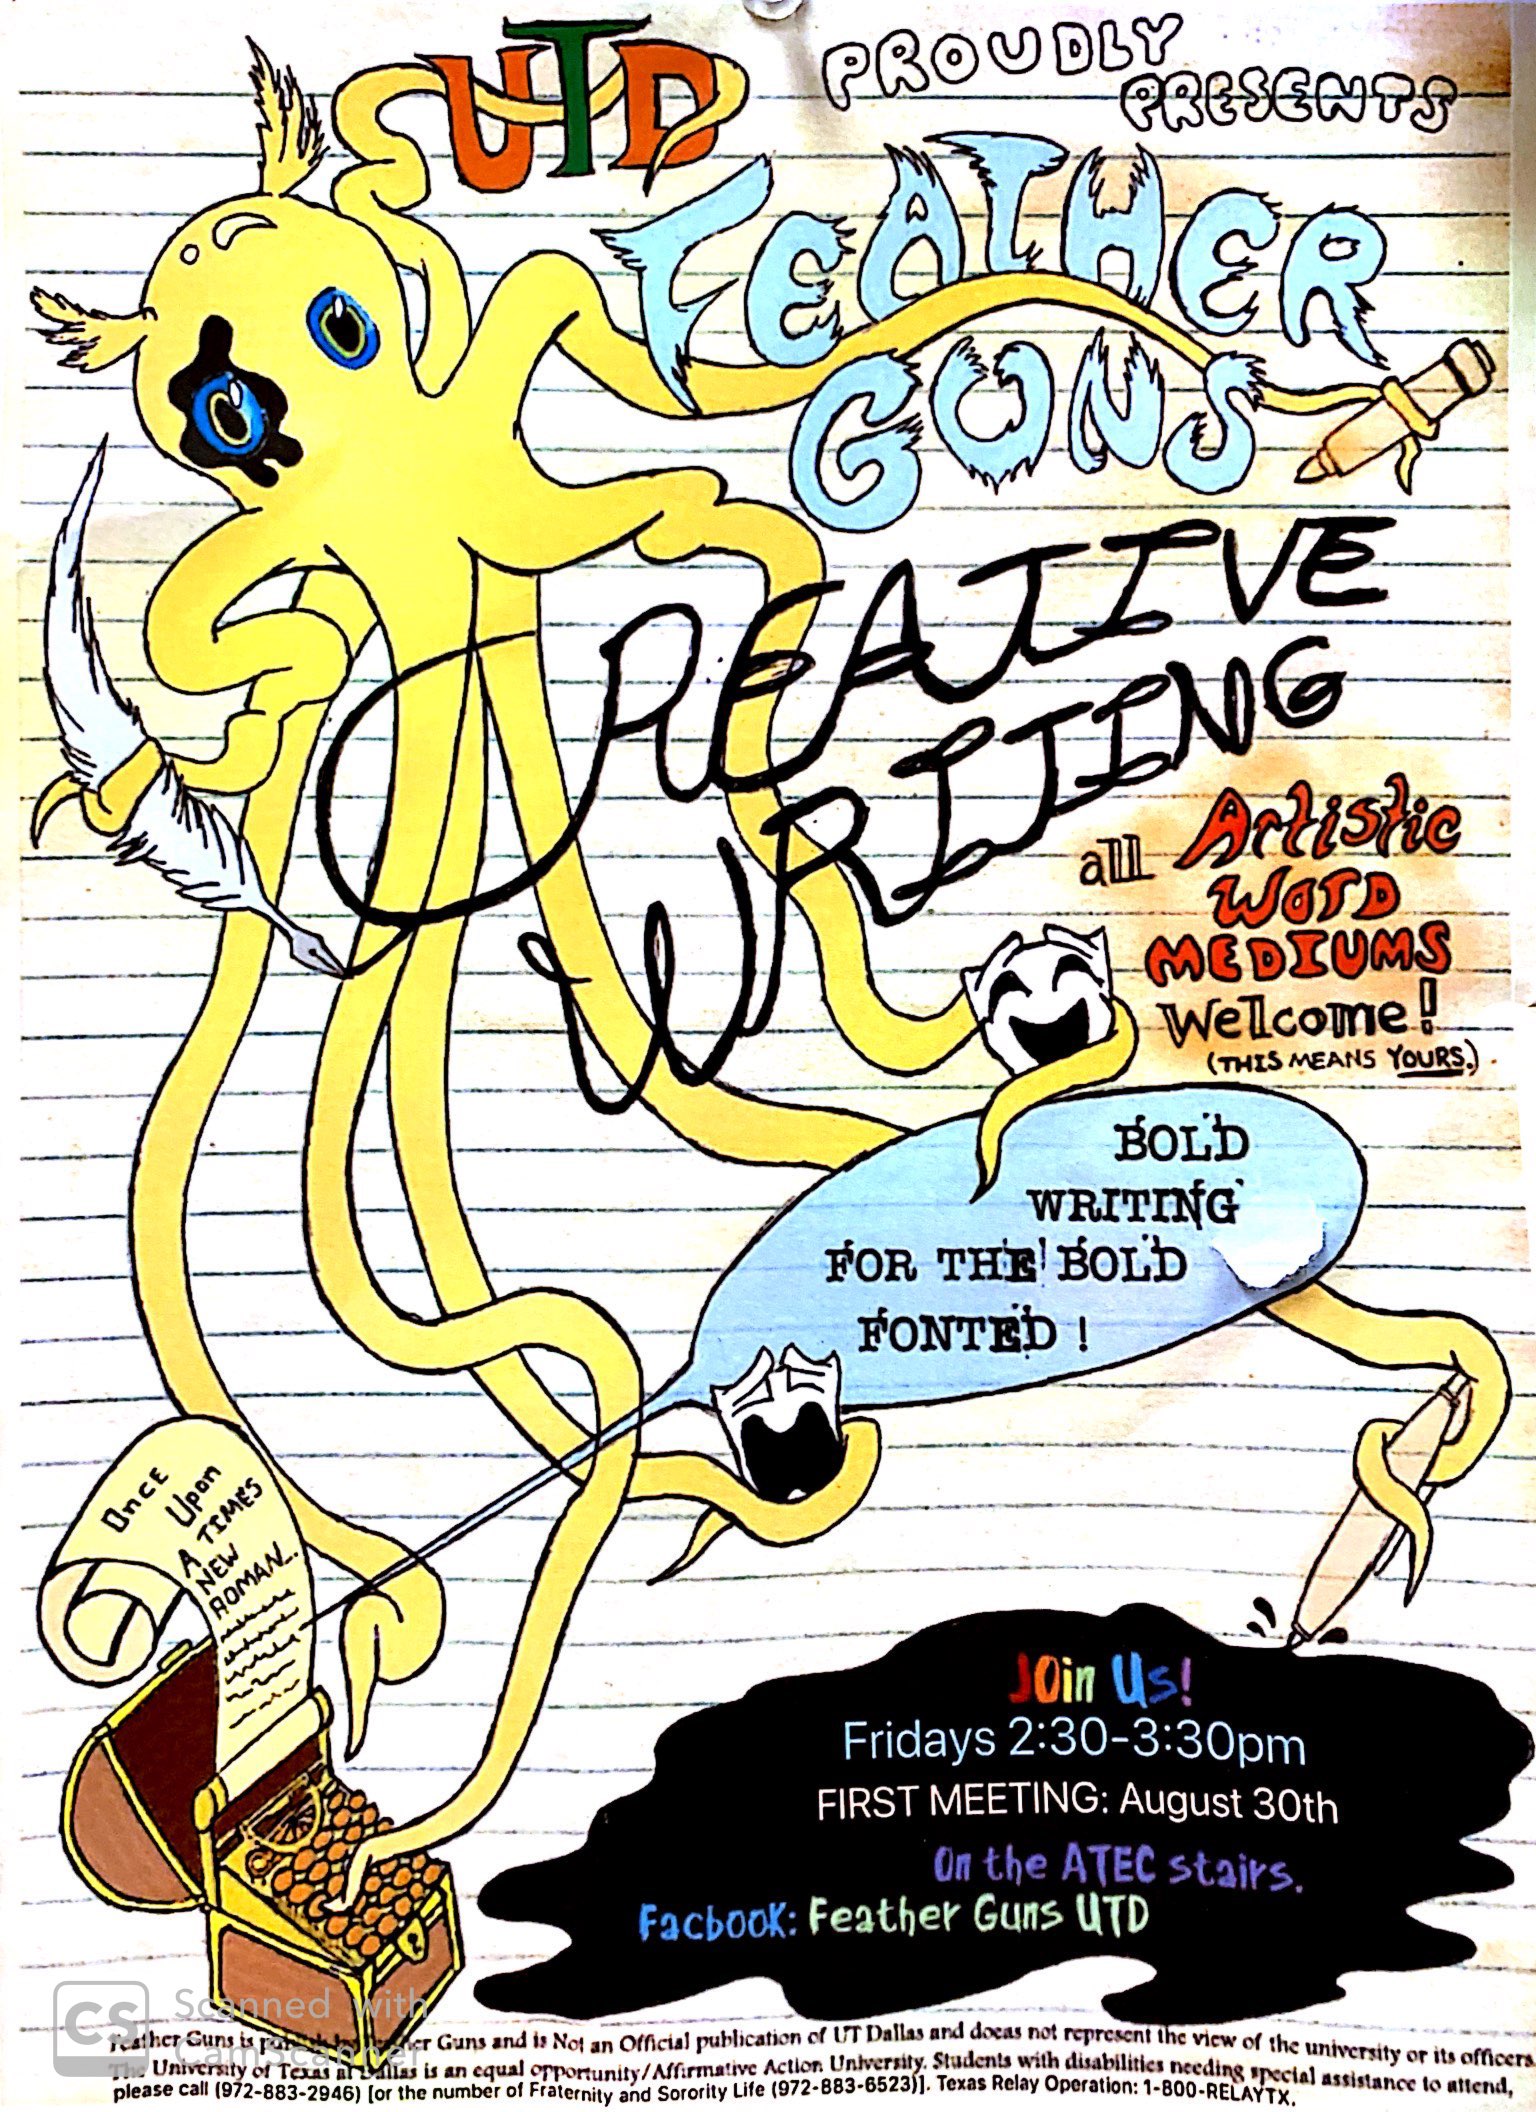 UTD PROUDLY
PRESENTS
FEATHER
GUNS
CREATIVE
WRITING
all Artistic
WORD
MEDIUMS
Welcome!
(THIS MEANS YOURS.)
BOLD
WRITING
FOR THE BOLD
FONTED !
Once
Upon
A TIMES
NEW
ROMAN...
JOin Us!
Fridays 2:30-3:30pm
FIRST MEETING: August 30th
On the ATEC stairs.
Facbook: Feather Guns UTD
CS Scanned with
CamScanner
Feather Guns is publish by Feather Guns and is Not an Official publication of UT Dallas and doeas not represent the view of the university or its officers.
The University of Texas at Dallas is an equal opportunity/Affirmative Action University. Students with disabilities needing special assistance to attend,
please call (972-883-2946) [or the number of Fraternity and Sorority Life (972-883-6523)]. Texas Relay Operation: 1-800-RELAYTX.